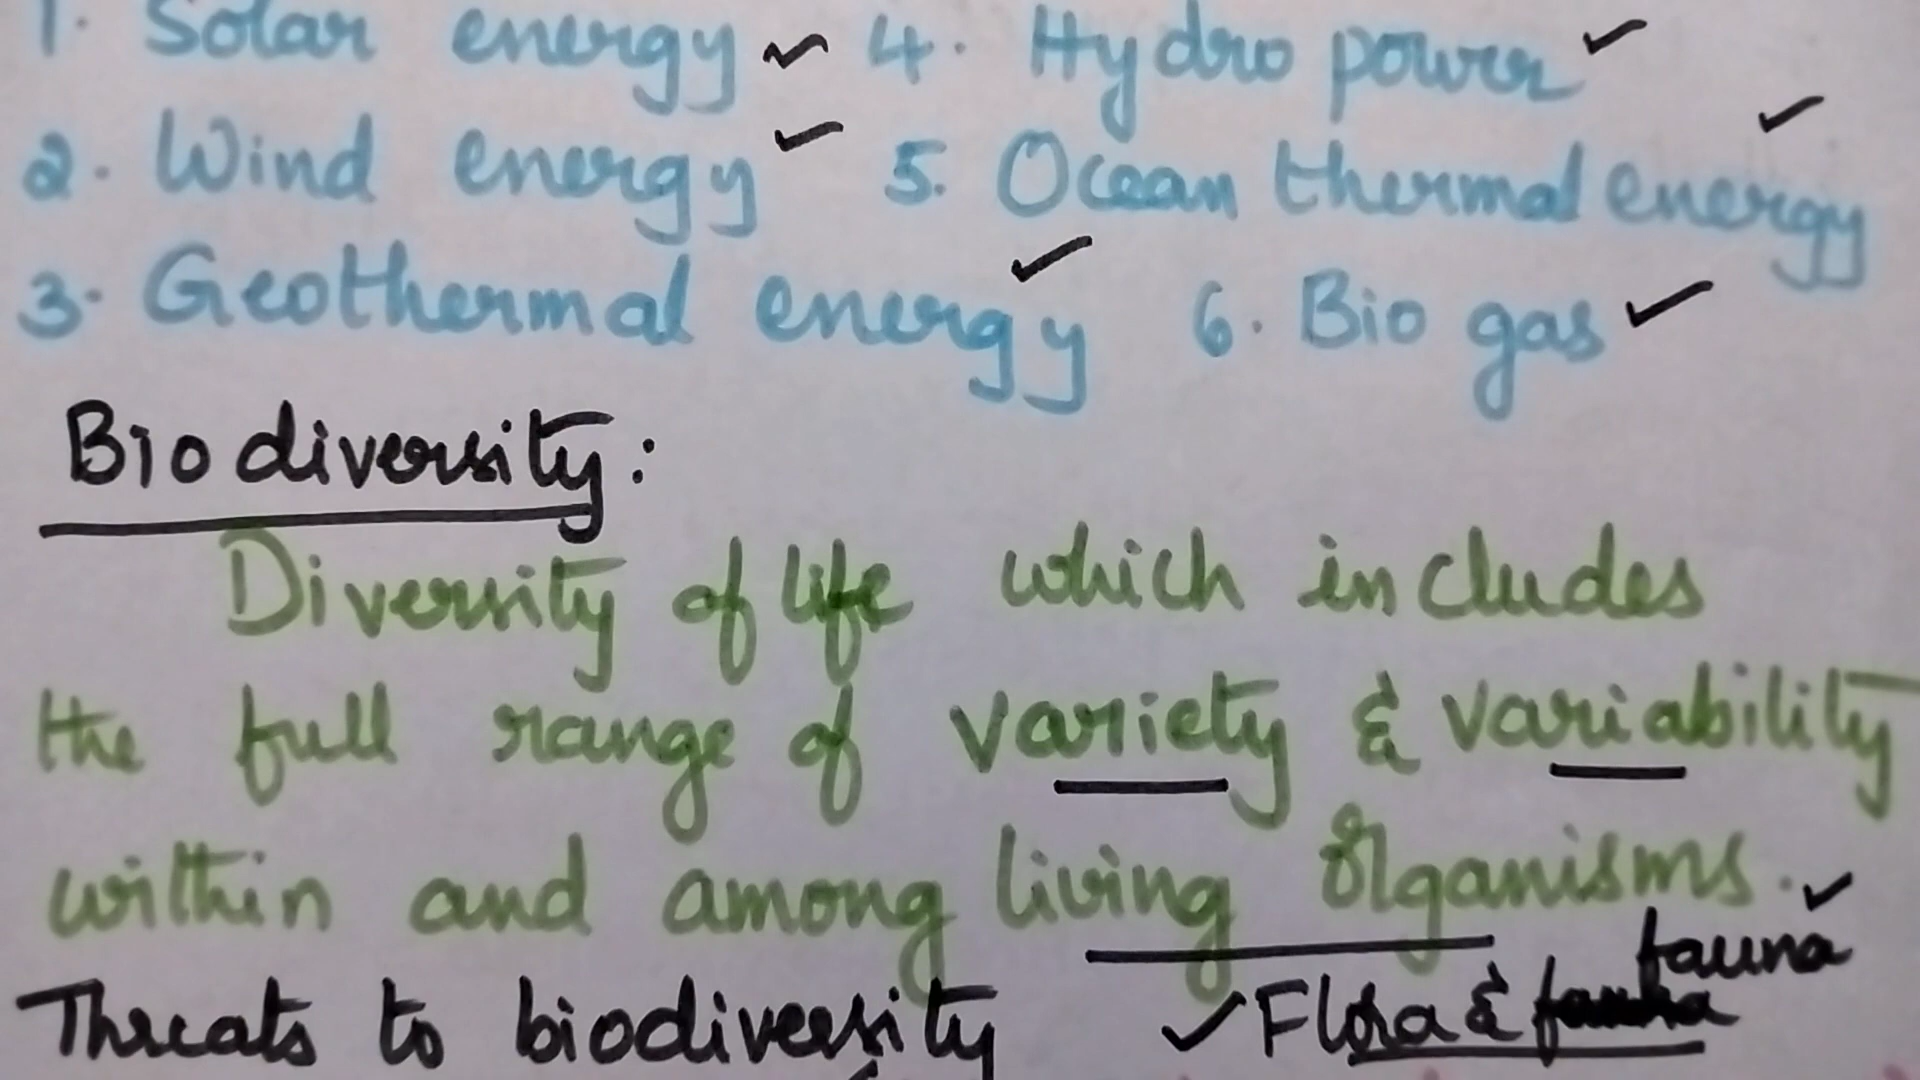 1. Solar energy 4. Hydro power
2. Wind energy 5. Ocean thermal energy
3. Geothermal energy 6. Bio gas
Biodiversity:
Diversity of life which includes
the full range of variety & variability
within and among living organisms.
fauna
Threats to biodiversity Flora & fauna